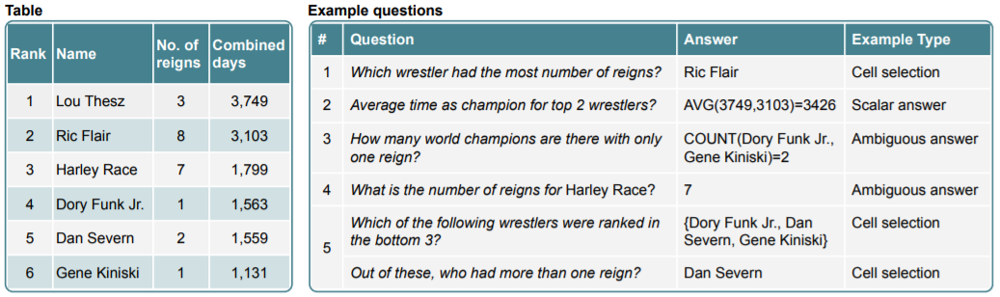 Table
Rank Name No. of reigns Combined days
1 Lou Thesz 3 3,749
2 Ric Flair 8 3,103
3 Harley Race 7 1,799
4 Dory Funk Jr. 1 1,563
5 Dan Severn 2 1,559
6 Gene Kiniski 1 1,131
Example questions
# Question Answer Example Type
1 Which wrestler had the most number of reigns? Ric Flair Cell selection
2 Average time as champion for top 2 wrestlers? AVG(3749,3103)=3426 Scalar answer
3 How many world champions are there with only one reign? COUNT(Dory Funk Jr., Gene Kiniski)=2 Ambiguous answer
4 What is the number of reigns for Harley Race? 7 Ambiguous answer
5 Which of the following wrestlers were ranked in the bottom 3? {Dory Funk Jr., Dan Severn, Gene Kiniski} Cell selection
Out of these, who had more than one reign? Dan Severn Cell selection